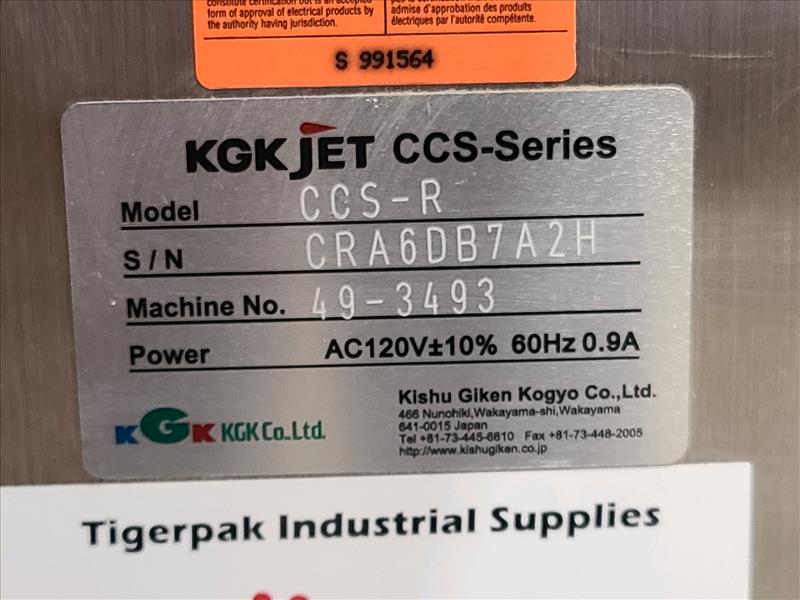 constitute certification but is an accepted
form of approval of electrical products by
the authority having jurisdiction.
admise d'approbation des produits
électriques par l'autorité compétente.
S 991564
KGK JET CCS-Series
Model CCS-R
S/N CRA6DB7A2H
Machine No. 49-3493
Power AC120V±10% 60Hz 0.9A
KGK KGK Co.,Ltd.
Kishu Giken Kogyo Co.,Ltd.
466 Nunohiki,Wakayama-shi,Wakayama
641-0015 Japan
Tel +81-73-445-6610 Fax +81-73-448-2005
http://www.kishugiken.co.jp
Tigerpak Industrial Supplies